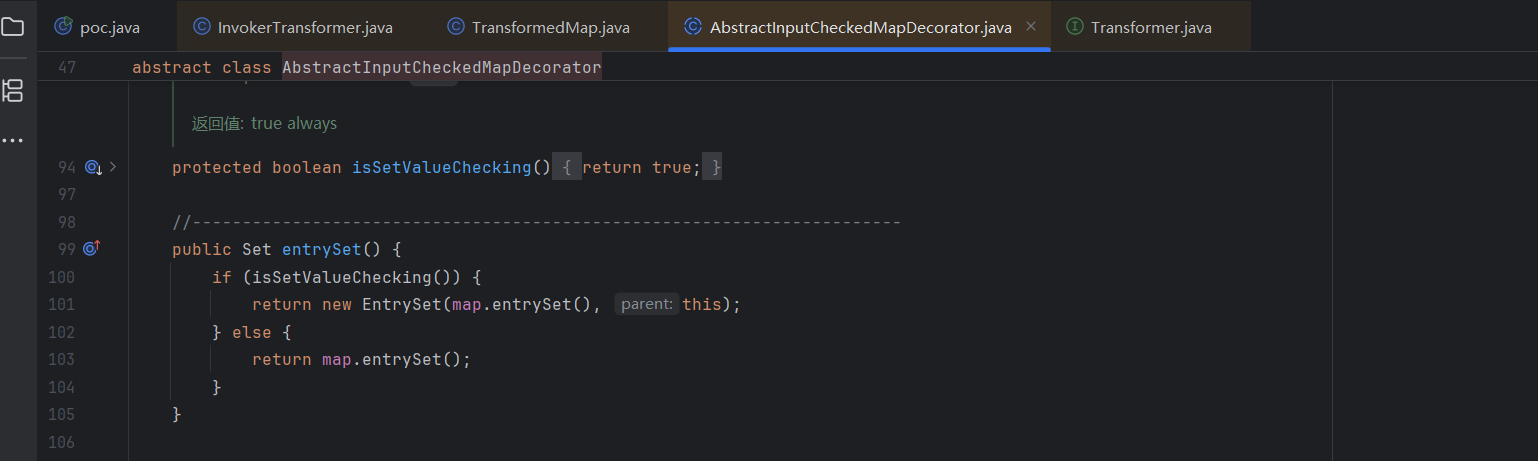 poc.java InvokerTransformer.java TransformedMap.java AbstractInputCheckedMapDecorator.java Transformer.java
47 abstract class AbstractInputCheckedMapDecorator
返回值: true always
94 protected boolean isSetValueChecking() { return true; }
97
98 //-----------------------------------------------------------------------
99 public Set entrySet() {
100 if (isSetValueChecking()) {
101 return new EntrySet(map.entrySet(), parent: this);
102 } else {
103 return map.entrySet();
104 }
105 }
106